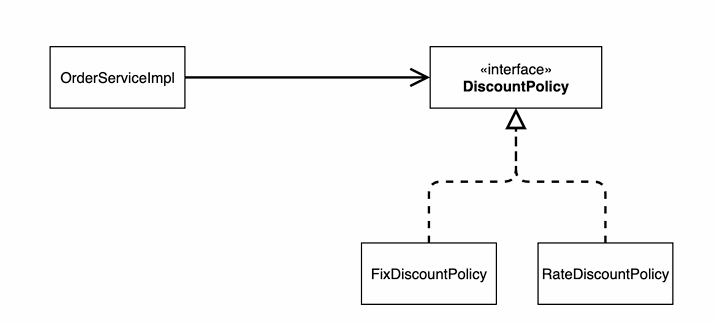 OrderServiceImpl
«interface»
DiscountPolicy
FixDiscountPolicy
RateDiscountPolicy